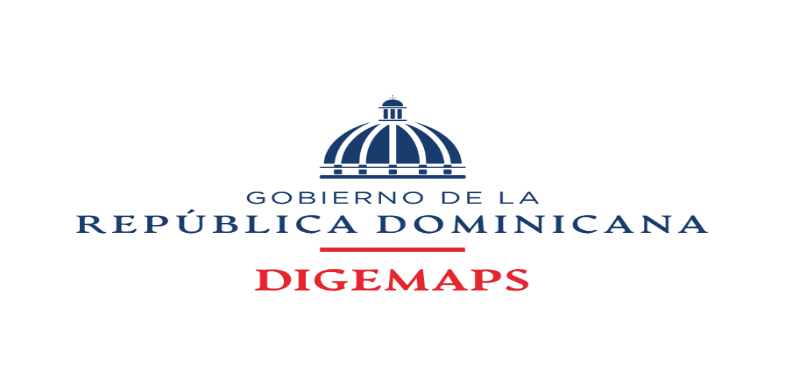 GOBIERNO DE LA
REPÚBLICA DOMINICANA
DIGEMAPS